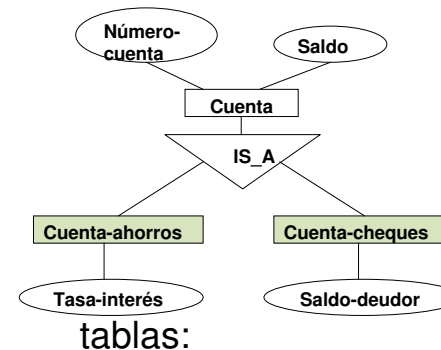 Número-
cuenta
Saldo
Cuenta
IS_A
Cuenta-ahorros
Cuenta-cheques
Tasa-interés
Saldo-deudor
tablas: